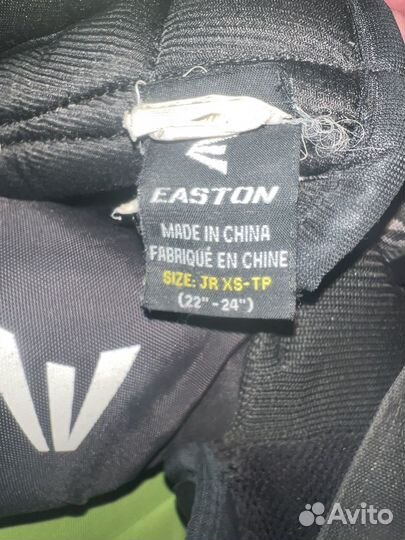 EASTON
MADE IN CHINA
FABRIQUÉ EN CHINE
SIZE: JR XS-TP
(22" - 24")
Avito